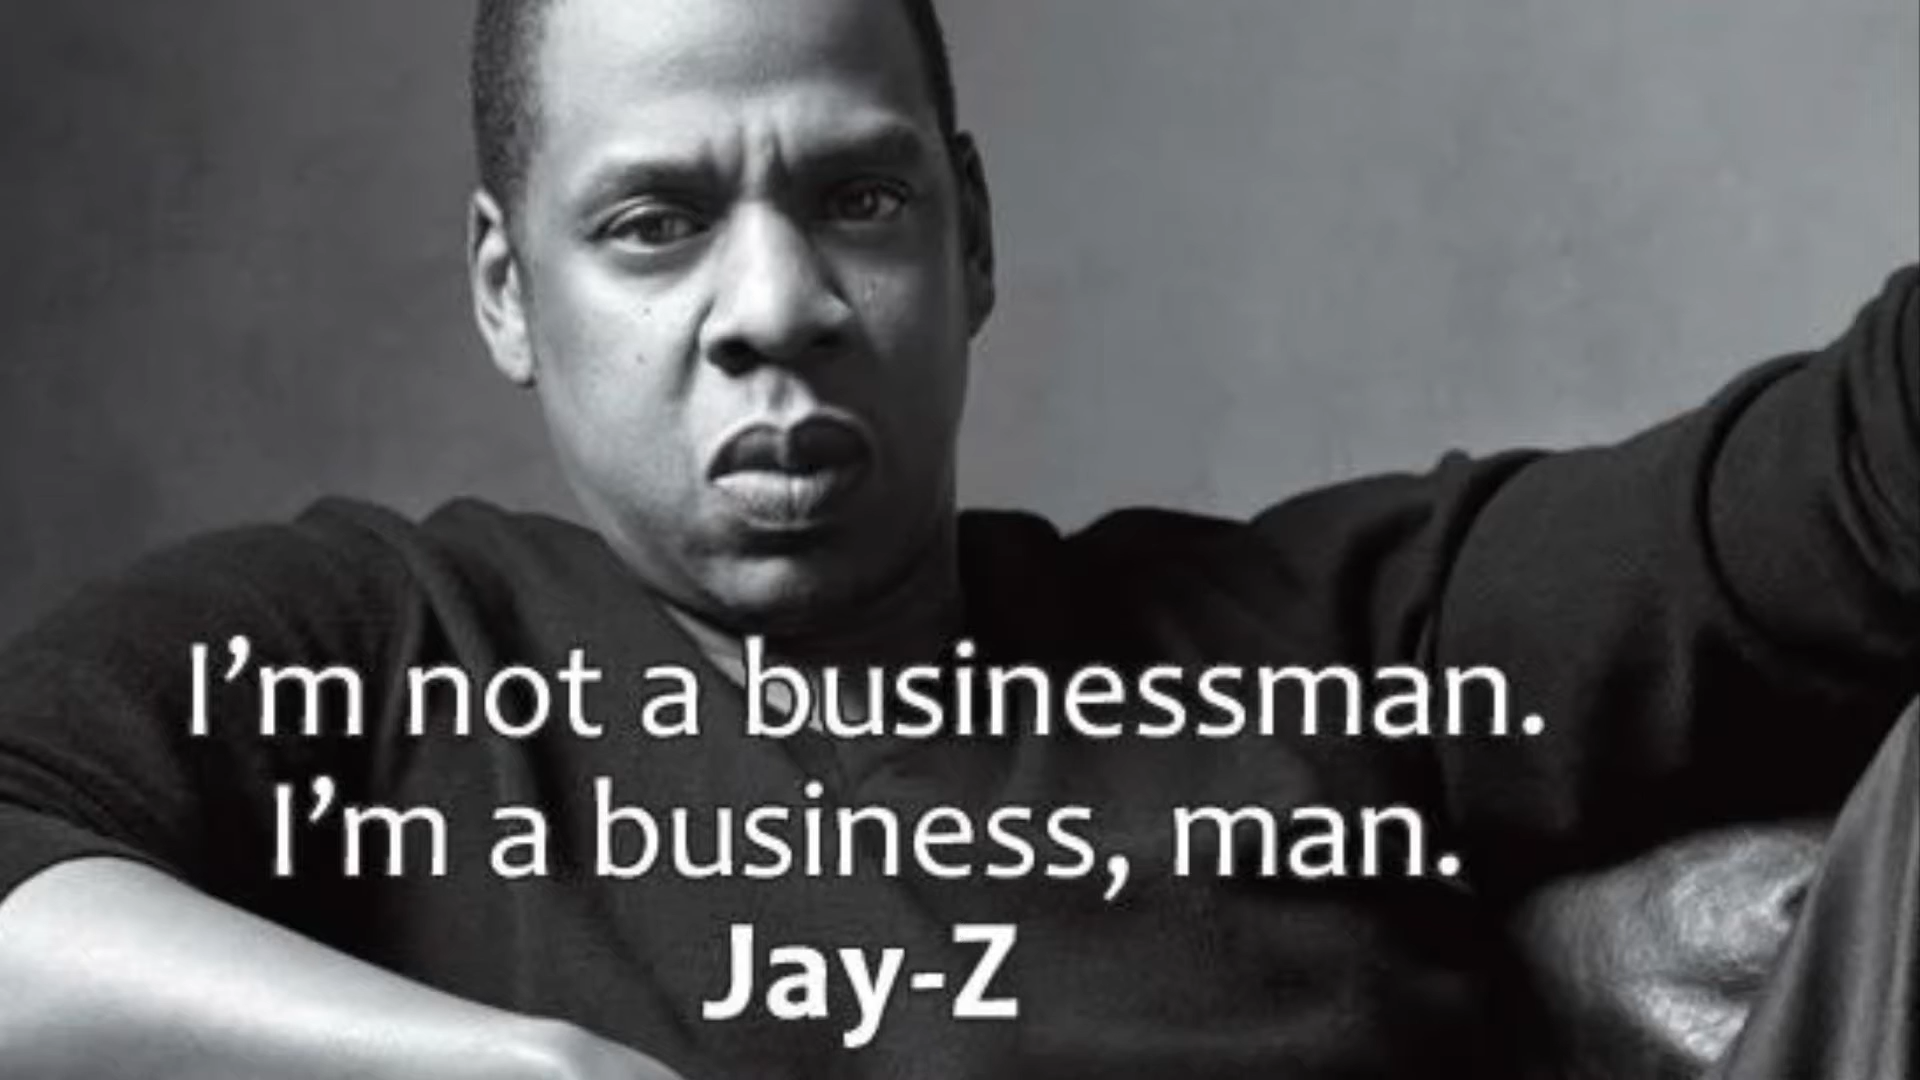 I’m not a businessman.
I’m a business, man.
Jay-Z